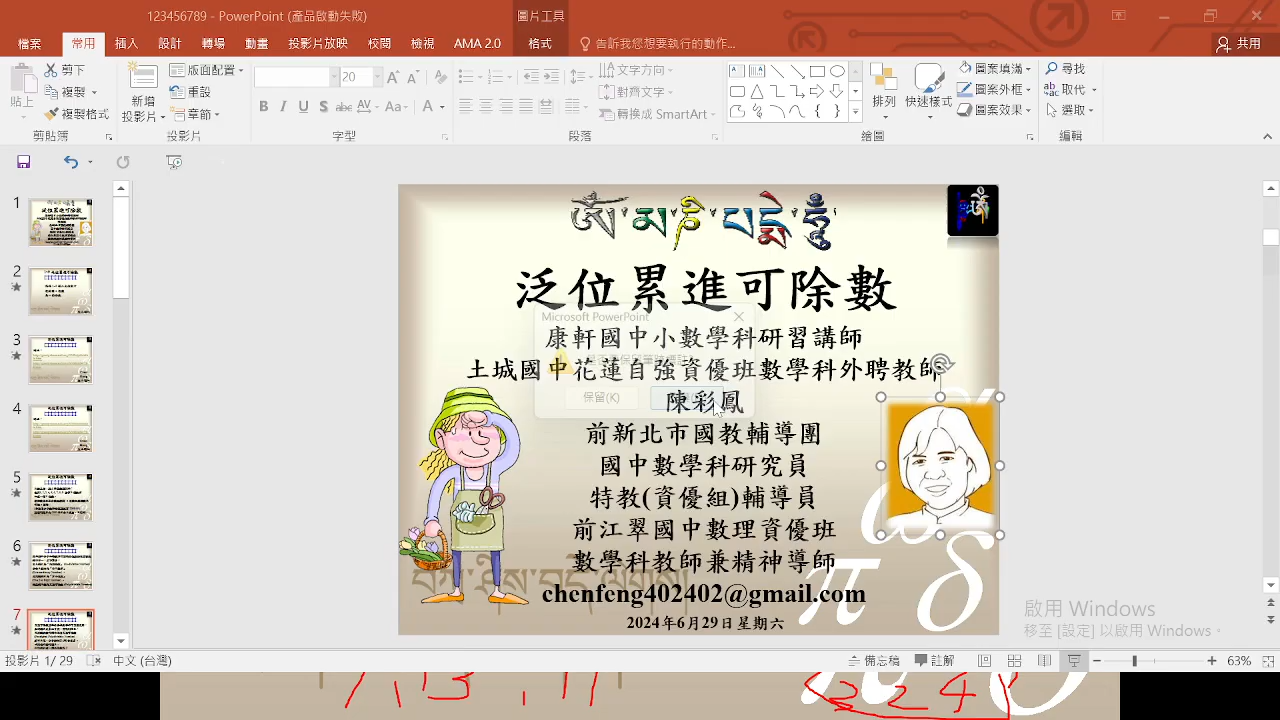 123456789 - PowerPoint (產品啟動失敗) 圖片工具
檔案 常用 插入 設計 轉場 動畫 投影片放映 校閱 檢視 AMA 2.0 格式 告訴我您想要執行的動作... 共用
貼上 剪下 複製 複製格式 新增投影片 版面配置 重設 章節 20 B I U S abc AV Aa A 文字方向 對齊文字 轉換成 SmartArt 排列 快速樣式 圖案填滿 圖案外框 圖案效果 尋找 取代 選取
剪貼簿 投影片 字型 段落 繪圖 編輯
1
2
3
4
5
6
7
ༀ་མ་ཎི་པདྨེ་ཧཱུྃ
泛位累進可除數
Microsoft PowerPoint
康軒國中小數學科研習講師
土城國中花蓮自強資優班數學科外聘教師
保留(K)
陳彩鳳
前新北市國教輔導團
國中數學科研究員
特教(資優組)輔導員
前江翠國中數理資優班
數學科教師兼精神導師
chenfeng402402@gmail.com
2024年6月29日星期六
ω
π δ
啟用 Windows
移至 [設定] 以啟用 Windows。
投影片 1/29 中文 (台灣) 備忘稿 註解 63%